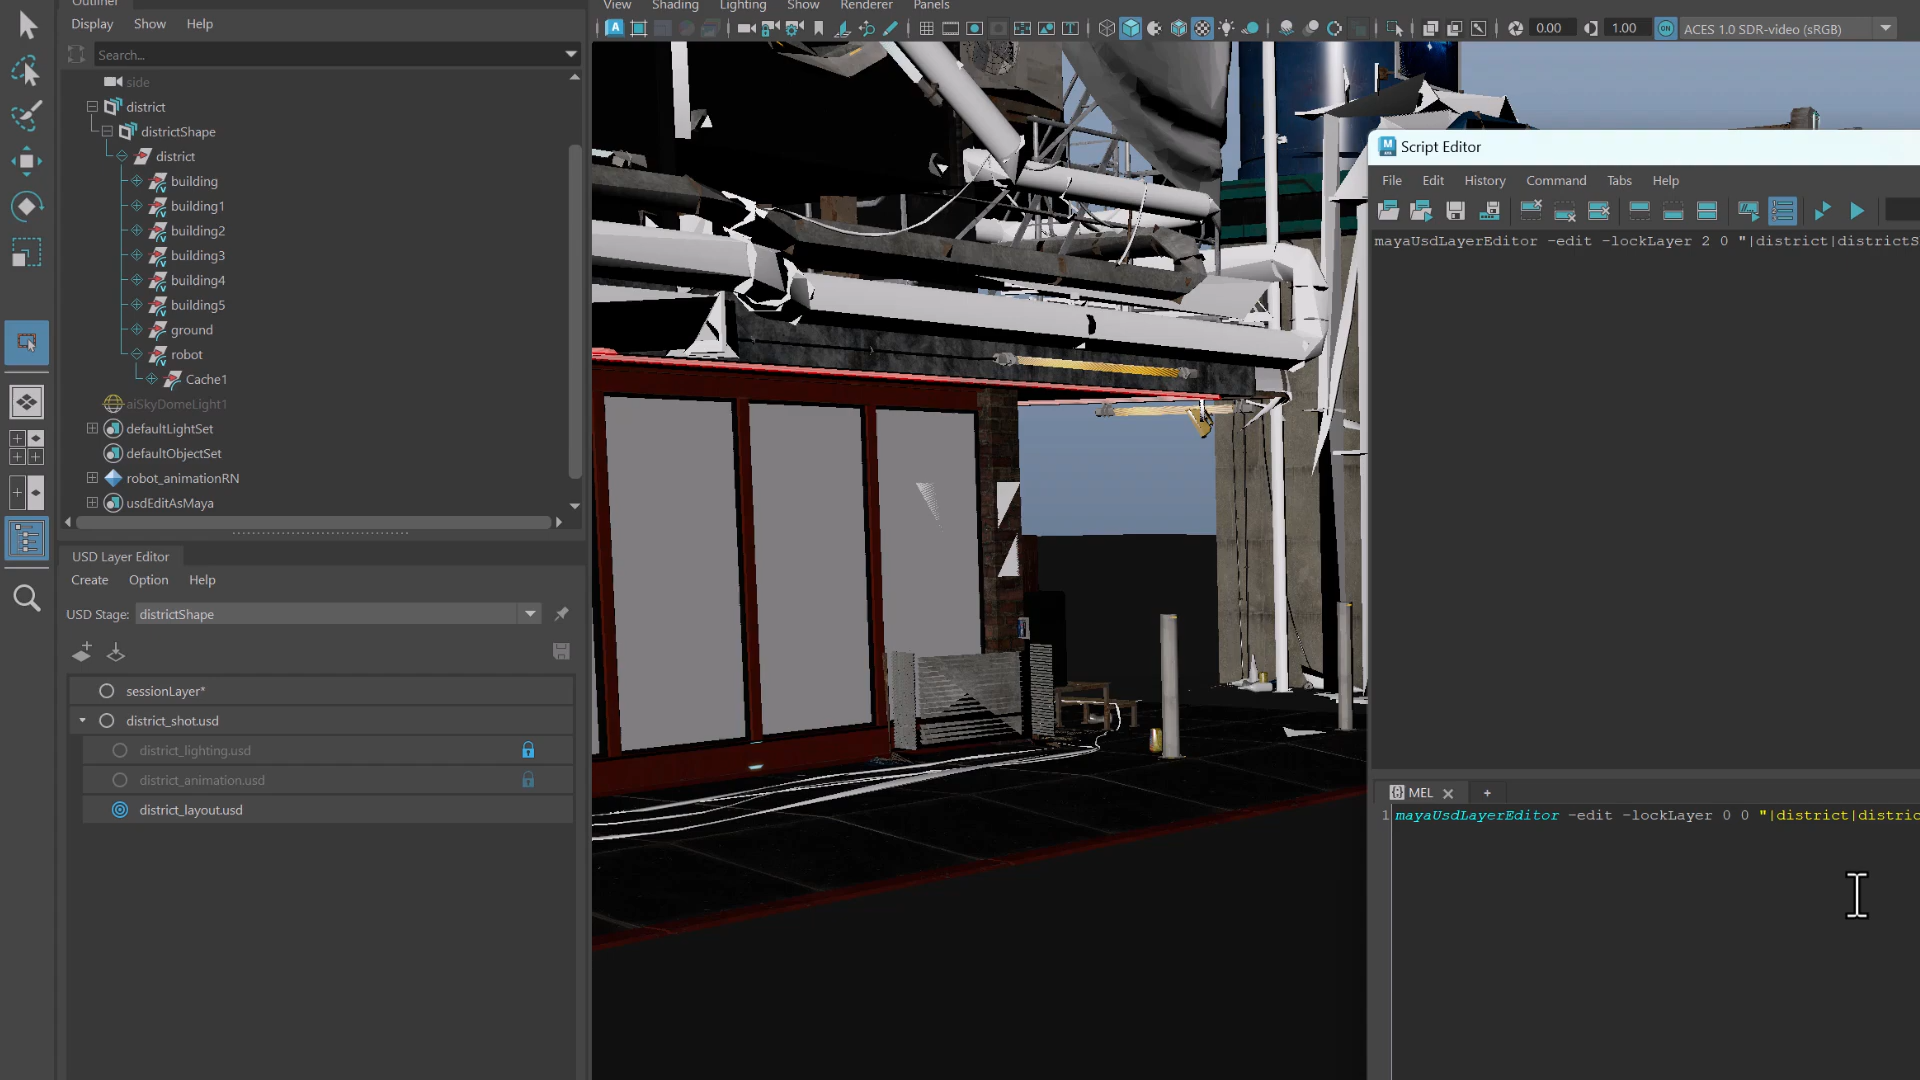 Outliner
Display Show Help
Search...
side
district
districtShape
district
building
building1
building2
building3
building4
building5
ground
robot
Cache1
aiSkyDomeLight1
defaultLightSet
defaultObjectSet
robot_animationRN
usdEditAsMaya
USD Layer Editor
Create Option Help
USD Stage: districtShape
sessionLayer*
district_shot.usd
district_lighting.usd
district_animation.usd
district_layout.usd
View Shading Lighting Show Renderer Panels
0.00 1.00 ON ACES 1.0 SDR-video (sRGB)
Script Editor
File Edit History Command Tabs Help
mayaUsdLayerEditor -edit -lockLayer 2 0 "|district|districtS
MEL
1 mayaUsdLayerEditor -edit -lockLayer 0 0 "|district|distric